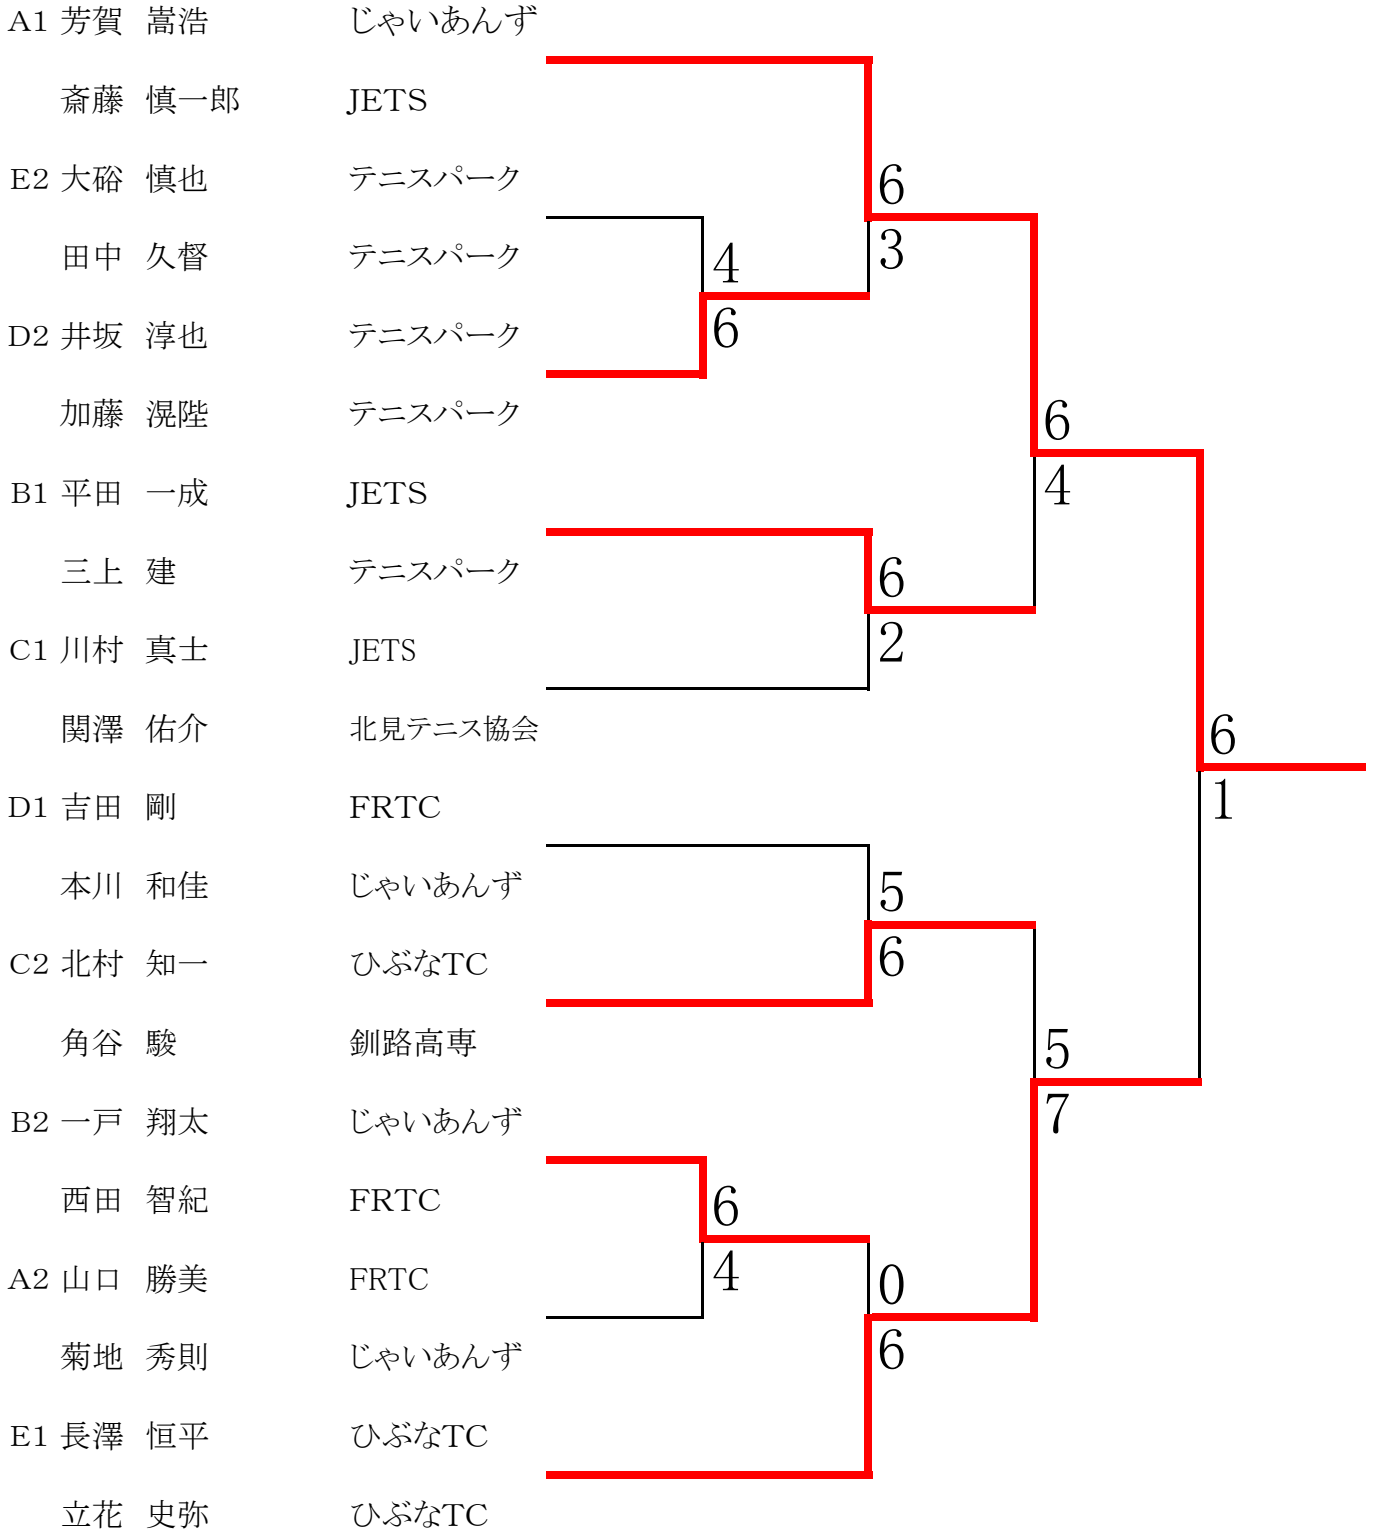 A1 芳賀 嵩浩 じゃいあんず
斎藤 慎一郎 JETS
E2 大硲 慎也 テニスパーク
6
田中 久督 テニスパーク
4
3
D2 井坂 淳也 テニスパーク
6
加藤 滉陛 テニスパーク
6
B1 平田 一成 JETS
4
三上 建 テニスパーク
6
C1 川村 真士 JETS
2
関澤 佑介 北見テニス協会
6
D1 吉田 剛 FRTC
1
本川 和佳 じゃいあんず
5
C2 北村 知一 ひぶなTC
6
角谷 駿 釧路高専
5
B2 一戸 翔太 じゃいあんず
7
西田 智紀 FRTC
6
A2 山口 勝美 FRTC
4
0
菊地 秀則 じゃいあんず
6
E1 長澤 恒平 ひぶなTC
立花 史弥 ひぶなTC